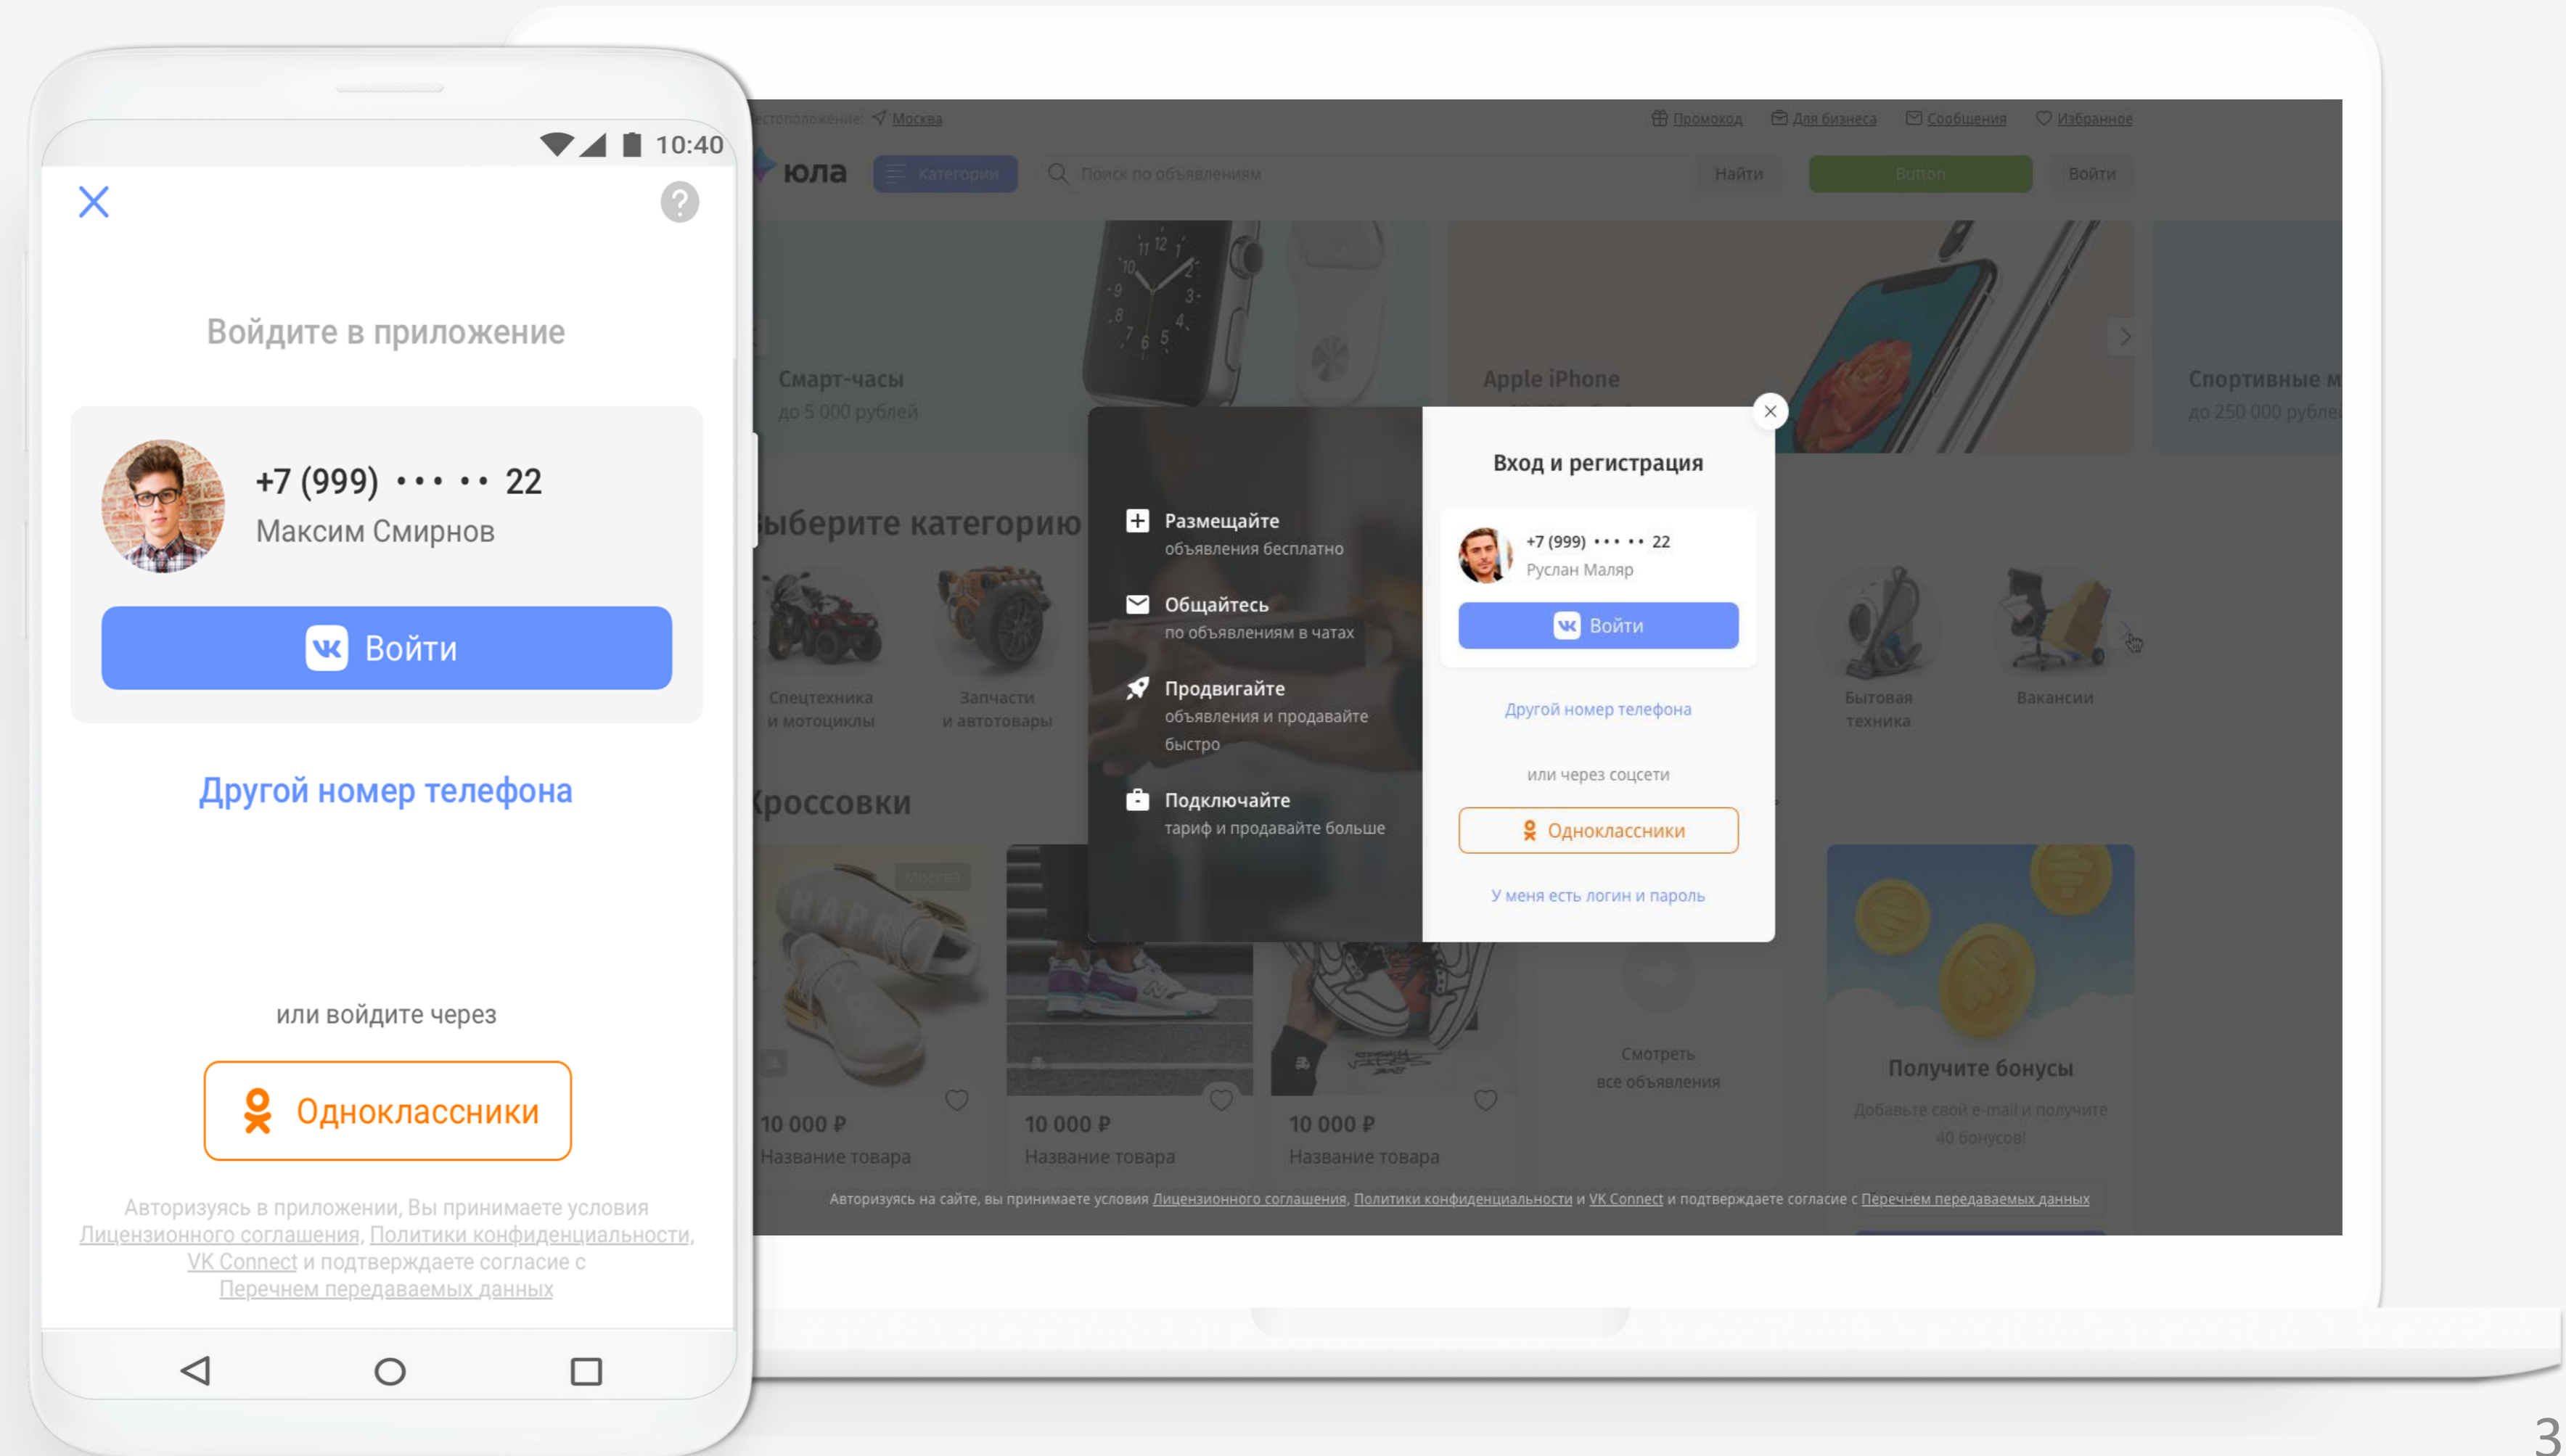 10:40
Войдите в приложение
+7 (999) ••• •• 22
Максим Смирнов
Войти
Другой номер телефона
или войдите через
Одноклассники
Авторизуясь в приложении, Вы принимаете условия
Лицензионного соглашения, Политики конфиденциальности,
VK Connect и подтверждаете согласие с
Перечнем передаваемых данных
естоположение: Москва
Промокод
Для бизнеса
Сообщения
Избранное
юла
Категории
Поиск по объявлениям
Найти
Button
Войти
Смарт-часы
до 5 000 рублей
Apple iPhone
Спортивные м
до 250 000 рублей
ыберите категорию
Спецтехника
и мотоциклы
Запчасти
и автотовары
Бытовая
техника
Вакансии
Размещайте
объявления бесплатно
Общайтесь
по объявлениям в чатах
Продвигайте
объявления и продавайте
быстро
Подключайте
тариф и продавайте больше
Вход и регистрация
+7 (999) ••• •• 22
Руслан Маляр
Войти
Другой номер телефона
или через соцсети
Одноклассники
У меня есть логин и пароль
Кроссовки
Москва
10 000 ₽
Название товара
10 000 ₽
Название товара
10 000 ₽
Название товара
Смотреть
все объявления
Получите бонусы
Добавьте свой e-mail и получите
40 бонусов!
Авторизуясь на сайте, вы принимаете условия Лицензионного соглашения, Политики конфиденциальности и VK Connect и подтверждаете согласие с Перечнем передаваемых данных
3